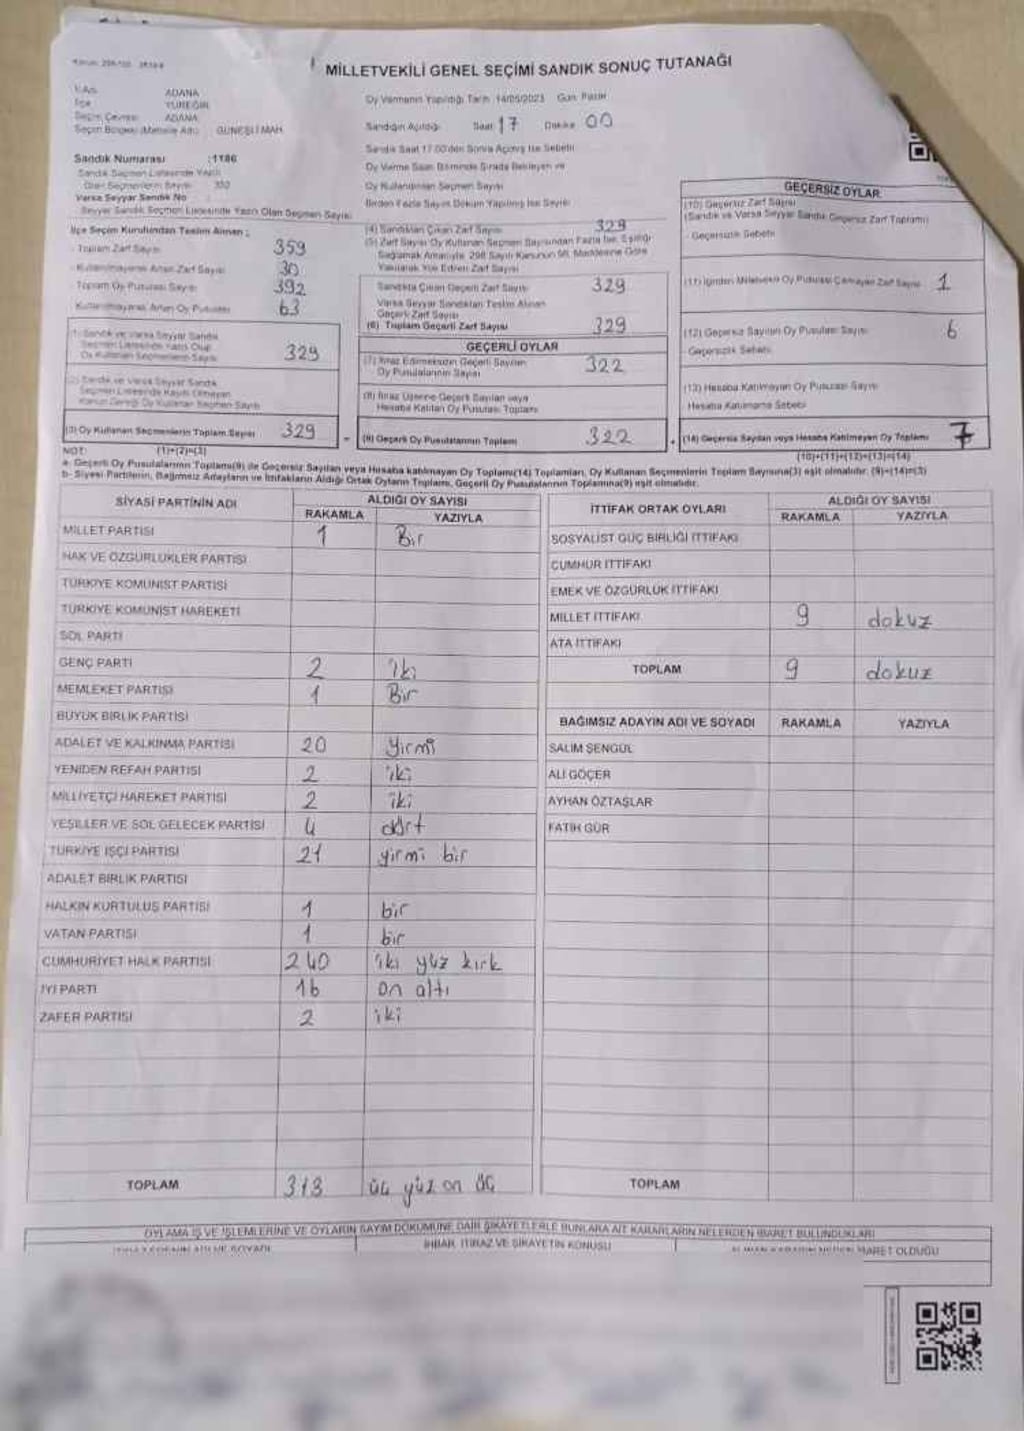 MİLLETVEKİLİ GENEL SEÇİMİ SANDIK SONUÇ TUTANAĞI
İli Adı ADANA
İlçe YÜREĞİR
Seçim Çevresi ADANA
Seçim Bölgesi (Mahalle Adı) GÜNEŞLİ MAH.
Sandık Numarası :1186
Sandık Seçmen Listesinde Yazılı
Olan Seçmenlerin Sayısı
Varsa Seyyar Sandık No
Seyyar Sandık Seçmen Listesinde Yazılı Olan Seçmen Sayısı
Oy Vermenin Yapıldığı Tarih 14/05/2023 Gün Pazar
Sandığın Açıldığı Saat 17 Dakika 00
Sandık Saat 17.00'den Sonra Açılmış İse Sebebi
Oy Verme Saati Bitiminde Sırada Bekleyen ve
Oy Kullandırılan Seçmen Sayısı
Birden Fazla Sayım Döküm Yapılmış İse Sayısı
İlçe Seçim Kurulundan Teslim Alınan ;
- Toplam Zarf Sayısı 359
- Kullanılmayarak Artan Zarf Sayısı 30
- Toplam Oy Pusulası Sayısı 392
- Kullanılmayarak Artan Oy Pusulası 63
(1) Sandık ve Varsa Seyyar Sandık
Seçmen Listesinde Yazılı Olup
Oy Kullanan Seçmenlerin Sayısı 329
(2) Sandık ve Varsa Seyyar Sandık
Seçmen Listesinde Kayıtlı Olmayan
Kanun Gereği Oy Kullanan Seçmen Sayısı
(3) Oy Kullanan Seçmenlerin Toplam Sayısı 329
(4) Sandıktan Çıkan Zarf Sayısı 329
(5) Zarf Sayısı Oy Kullanan Seçmen Sayısından Fazla İse, Eşitliği
Sağlamak Amacıyla 298 Sayılı Kanunun 98. Maddesine Göre
Yakılarak Yok Edilen Zarf Sayısı
Sandıkta Çıkan Geçerli Zarf Sayısı 329
Varsa Seyyar Sandıktan Teslim Alınan
Geçerli Zarf Sayısı
(6) Toplam Geçerli Zarf Sayısı 329
GEÇERLİ OYLAR
(7) İtiraz Edilmeksizin Geçerli Sayılan
Oy Pusulalarının Sayısı 322
(8) İtiraz Üzerine Geçerli Sayılan veya
Hesaba Katılan Oy Pusulası Toplamı
(9) Geçerli Oy Pusulalarının Toplamı 322
GEÇERSİZ OYLAR
(10) Geçersiz Zarf Sayısı
(Sandık ve Varsa Seyyar Sandık Geçersiz Zarf Toplamı)
Geçersizlik Sebebi
(11) İçinden Milletvekili Oy Pusulası Çıkmayan Zarf Sayısı 1
(12) Geçersiz Sayılan Oy Pusulası Sayısı 6
Geçersizlik Sebebi
(13) Hesaba Katılmayan Oy Pusulası Sayısı
Hesaba Katılmama Sebebi
(14) Geçersiz Sayılan veya Hesaba Katılmayan Oy Toplamı 7
NOT: (1)+(2)=(3) (10)+(11)+(12)+(13)=(14)
a- Geçerli Oy Pusulalarının Toplamı(9) ile Geçersiz Sayılan veya Hesaba katılmayan Oy Toplamı(14) Toplamları, Oy Kullanan Seçmenlerin Toplam Sayısına(3) eşit olmalıdır. (9)+(14)=(3)
b- Siyasi Partilerin, Bağımsız Adayların ve İttifakların Aldığı Ortak Oyların Toplamı, Geçerli Oy Pusulalarının Toplamına(9) eşit olmalıdır.
SİYASİ PARTİNİN ADI ALDIĞI OY SAYISI
RAKAMLA YAZIYLA
MİLLET PARTİSİ 1 Bir
HAK VE ÖZGÜRLÜKLER PARTİSİ
TÜRKİYE KOMÜNİST PARTİSİ
TÜRKİYE KOMÜNİST HAREKETİ
SOL PARTİ
GENÇ PARTİ 2 iki
MEMLEKET PARTİSİ 1 Bir
BÜYÜK BİRLİK PARTİSİ
ADALET VE KALKINMA PARTİSİ 20 yirmi
YENİDEN REFAH PARTİSİ 2 iki
MİLLİYETÇİ HAREKET PARTİSİ 2 iki
YEŞİLLER VE SOL GELECEK PARTİSİ 4 dört
TÜRKİYE İŞÇİ PARTİSİ 21 yirmi bir
ADALET BİRLİK PARTİSİ
HALKIN KURTULUŞ PARTİSİ 1 bir
VATAN PARTİSİ 1 bir
CUMHURİYET HALK PARTİSİ 240 iki yüz kırk
İYİ PARTİ 16 on altı
ZAFER PARTİSİ 2 iki
TOPLAM 313 üç yüz on üç
İTTİFAK ORTAK OYLARI ALDIĞI OY SAYISI
RAKAMLA YAZIYLA
SOSYALİST GÜÇ BİRLİĞİ İTTİFAKI
CUMHUR İTTİFAKI
EMEK VE ÖZGÜRLÜK İTTİFAKI
MİLLET İTTİFAKI 9 dokuz
ATA İTTİFAKI
TOPLAM 9 dokuz
BAĞIMSIZ ADAYIN ADI VE SOYADI RAKAMLA YAZIYLA
SALİM ŞENGÜL
ALİ GÖÇER
AYHAN ÖZTAŞLAR
FATİH GÜR
TOPLAM
OYLAMA İŞ VE İŞLEMLERİNE VE OYLARIN SAYIM DÖKÜMÜNE DAİR ŞİKAYETLERLE BUNLARA AİT KARARLARIN NELERDEN İBARET BULUNDUKLARI
İHBAR, İTİRAZ VE ŞİKAYETİN KONUSU